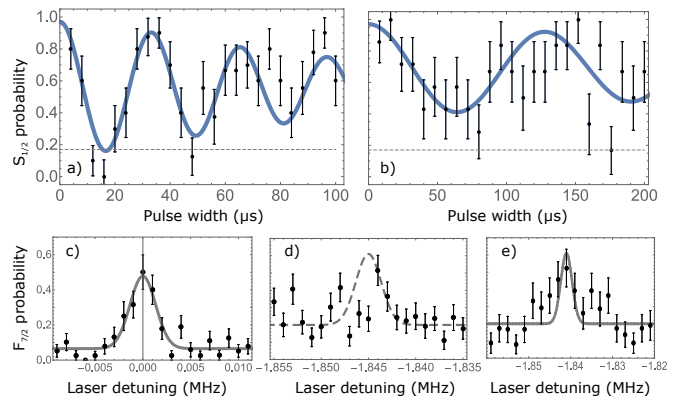 1.0
0.8
0.6
0.4
0.2
0.0
S1/2 probability
a)
0 20 40 60 80 100
Pulse width (μs)
b)
0 50 100 150 200
Pulse width (μs)
F7/2 probability
0.6
0.4
0.2
0.0
c)
-0.005 0.000 0.005 0.010
Laser detuning (MHz)
d)
-1.855 -1.850 -1.845 -1.840 -1.835
Laser detuning (MHz)
e)
-1.85 -1.84 -1.83 -1.82
Laser detuning (MHz)